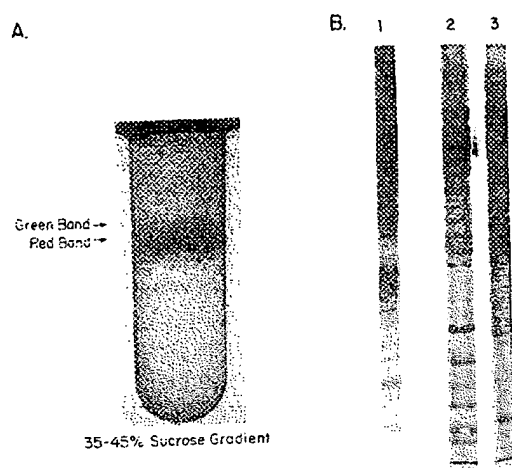 A.
B. 1 2 3
Green Band→
Red Band→
35-45% Sucrose Gradient